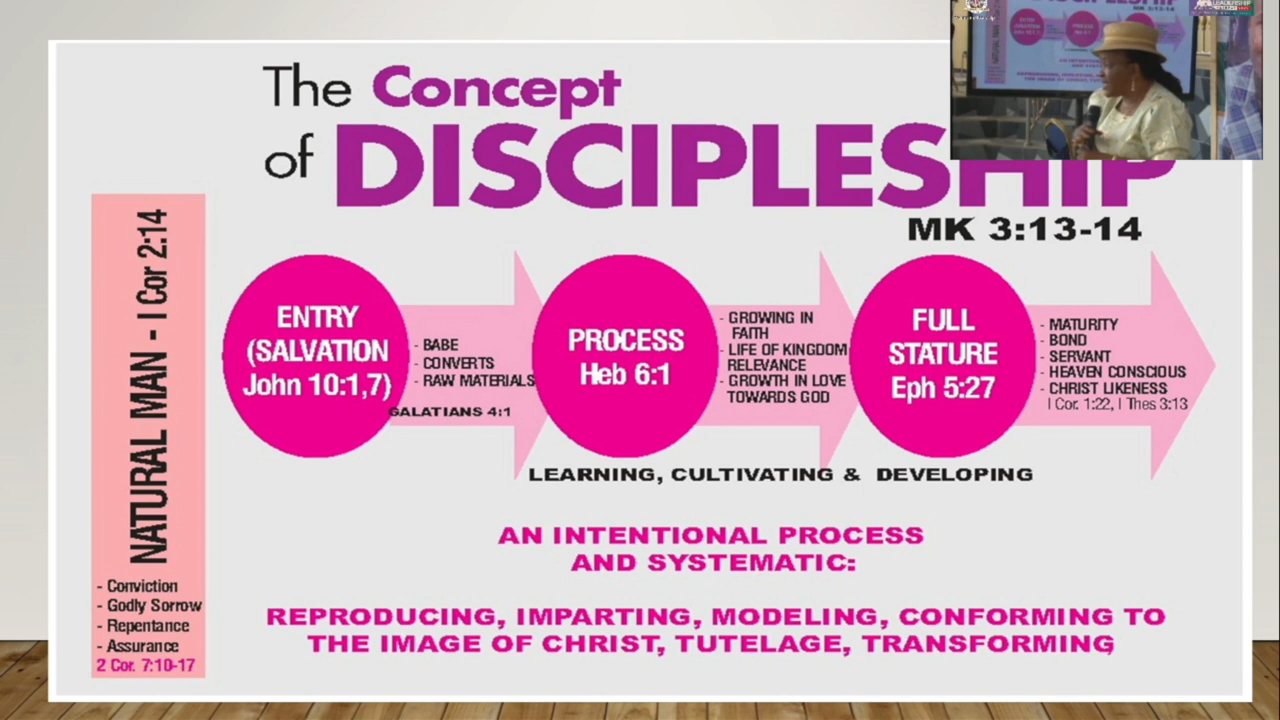 The Concept
of DISCIPLESHIP
MK 3:13-14
NATURAL MAN - I Cor 2:14
- Conviction
- Godly Sorrow
- Repentance
- Assurance
2 Cor. 7:10-17
ENTRY
(SALVATION
John 10:1,7)
- BABE
- CONVERTS
- RAW MATERIALS
GALATIANS 4:1
PROCESS
Heb 6:1
- GROWING IN
FAITH
- LIFE OF KINGDOM
RELEVANCE
- GROWTH IN LOVE
TOWARDS GOD
FULL
STATURE
Eph 5:27
- MATURITY
- BOND
- SERVANT
- HEAVEN CONSCIOUS
- CHRIST LIKENESS
I Cor. 1:22, I Thes 3:13
LEARNING, CULTIVATING & DEVELOPING
AN INTENTIONAL PROCESS
AND SYSTEMATIC:
REPRODUCING, IMPARTING, MODELING, CONFORMING TO
THE IMAGE OF CHRIST, TUTELAGE, TRANSFORMING
LEADERSHIP